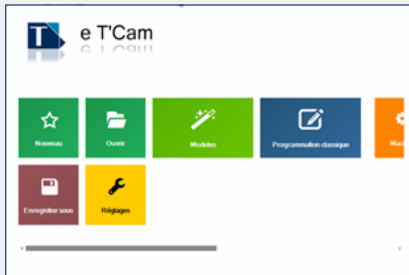 T
e T'Cam
Nouveau
Ouvrir
Modèles
Programmation classique
Enregistrer sous
Réglages